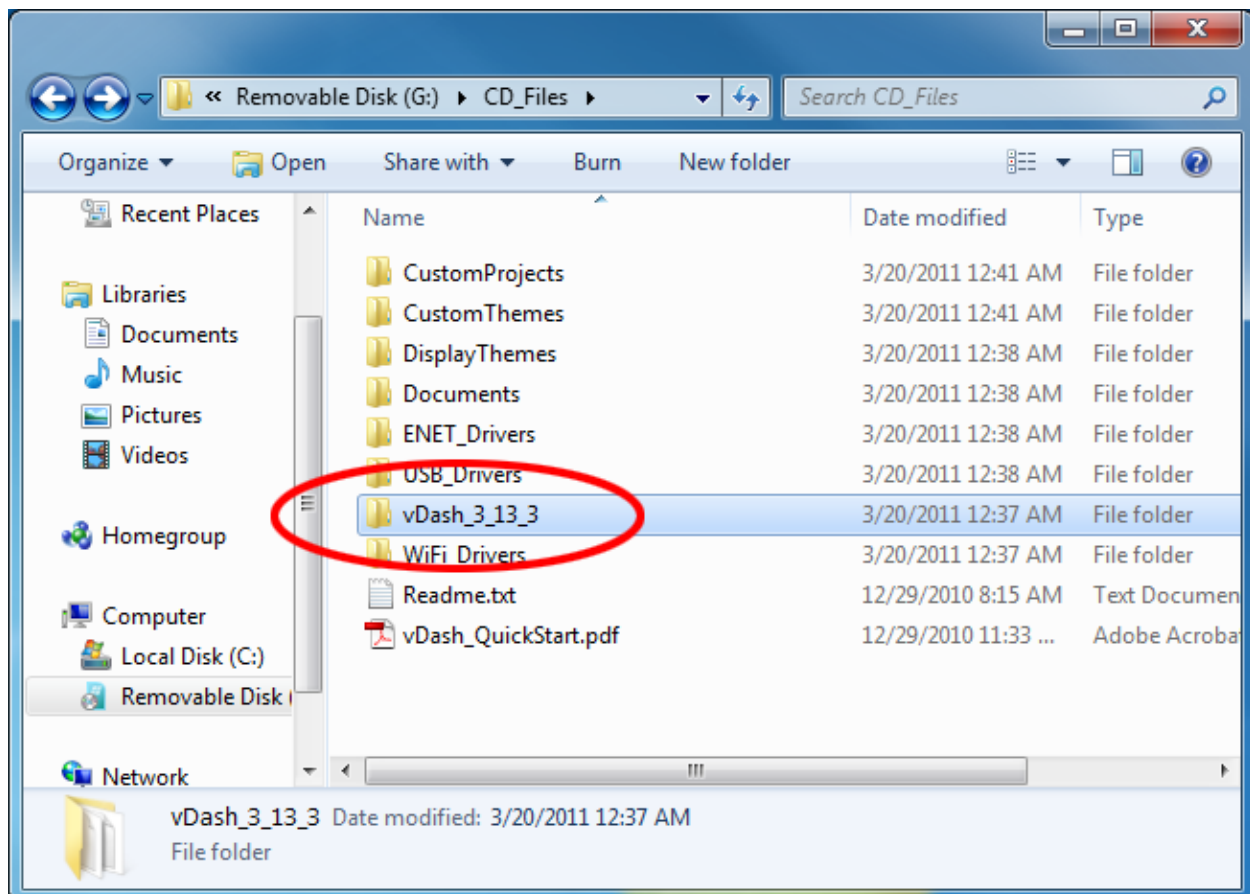 « Removable Disk (G:) ▸ CD_Files ▸ Search CD_Files
Organize Open Share with Burn New folder
Recent Places
Libraries
Documents
Music
Pictures
Videos
Homegroup
Computer
Local Disk (C:)
Removable Disk (
Network
Name Date modified Type
CustomProjects 3/20/2011 12:41 AM File folder
CustomThemes 3/20/2011 12:41 AM File folder
DisplayThemes 3/20/2011 12:38 AM File folder
Documents 3/20/2011 12:38 AM File folder
ENET_Drivers 3/20/2011 12:38 AM File folder
USB_Drivers 3/20/2011 12:38 AM File folder
vDash_3_13_3 3/20/2011 12:37 AM File folder
WiFi_Drivers 3/20/2011 12:37 AM File folder
Readme.txt 12/29/2010 8:15 AM Text Documen
vDash_QuickStart.pdf 12/29/2010 11:33 ... Adobe Acroba
vDash_3_13_3 Date modified: 3/20/2011 12:37 AM
File folder